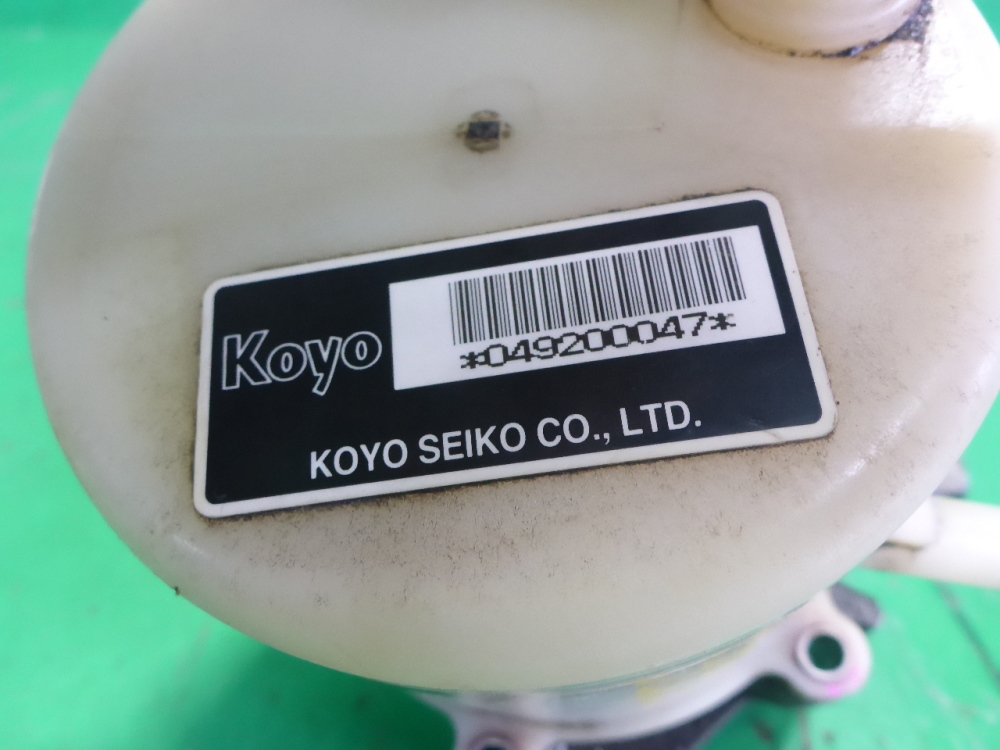 Koyo
*049200047*
KOYO SEIKO CO., LTD.